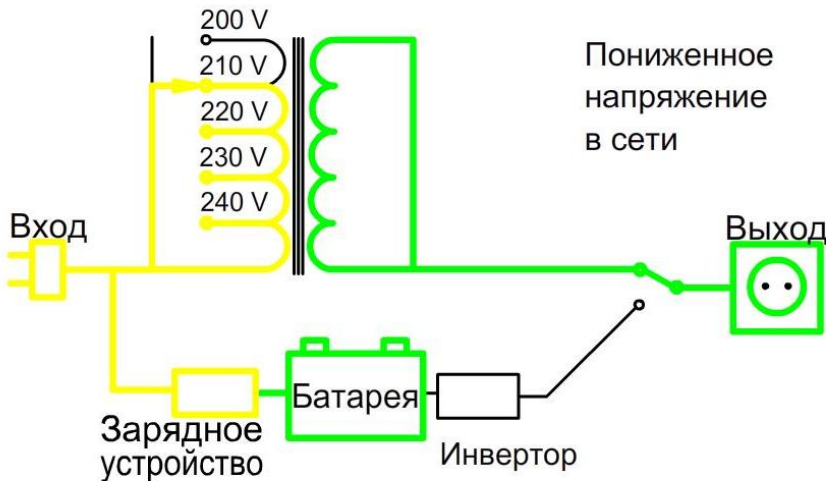 200 V
210 V
220 V
230 V
240 V
Пониженное
напряжение
в сети
Вход
Выход
Батарея
Зарядное
устройство
Инвертор